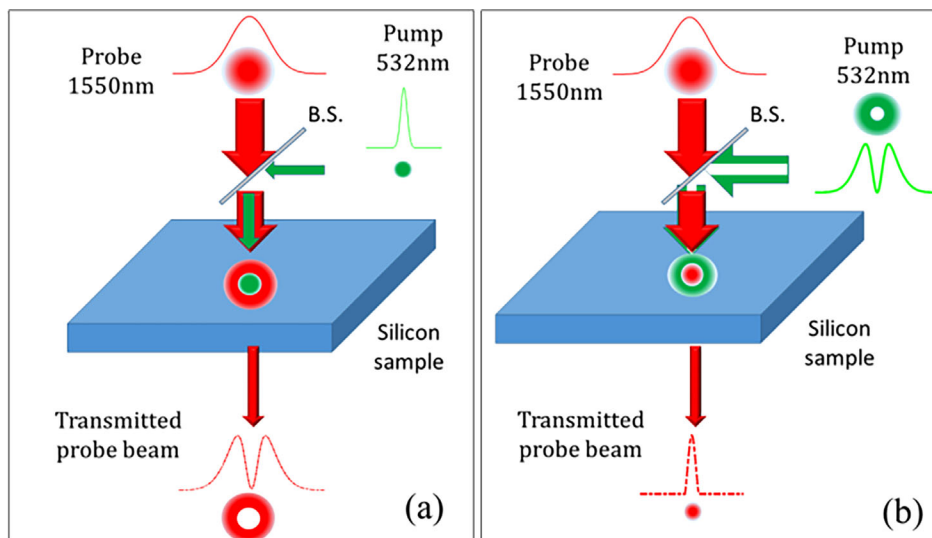 Probe
1550nm
Pump
532nm
B.S.
Silicon
sample
Transmitted
probe beam
(a)
Probe
1550nm
Pump
532nm
B.S.
Silicon
sample
Transmitted
probe beam
(b)